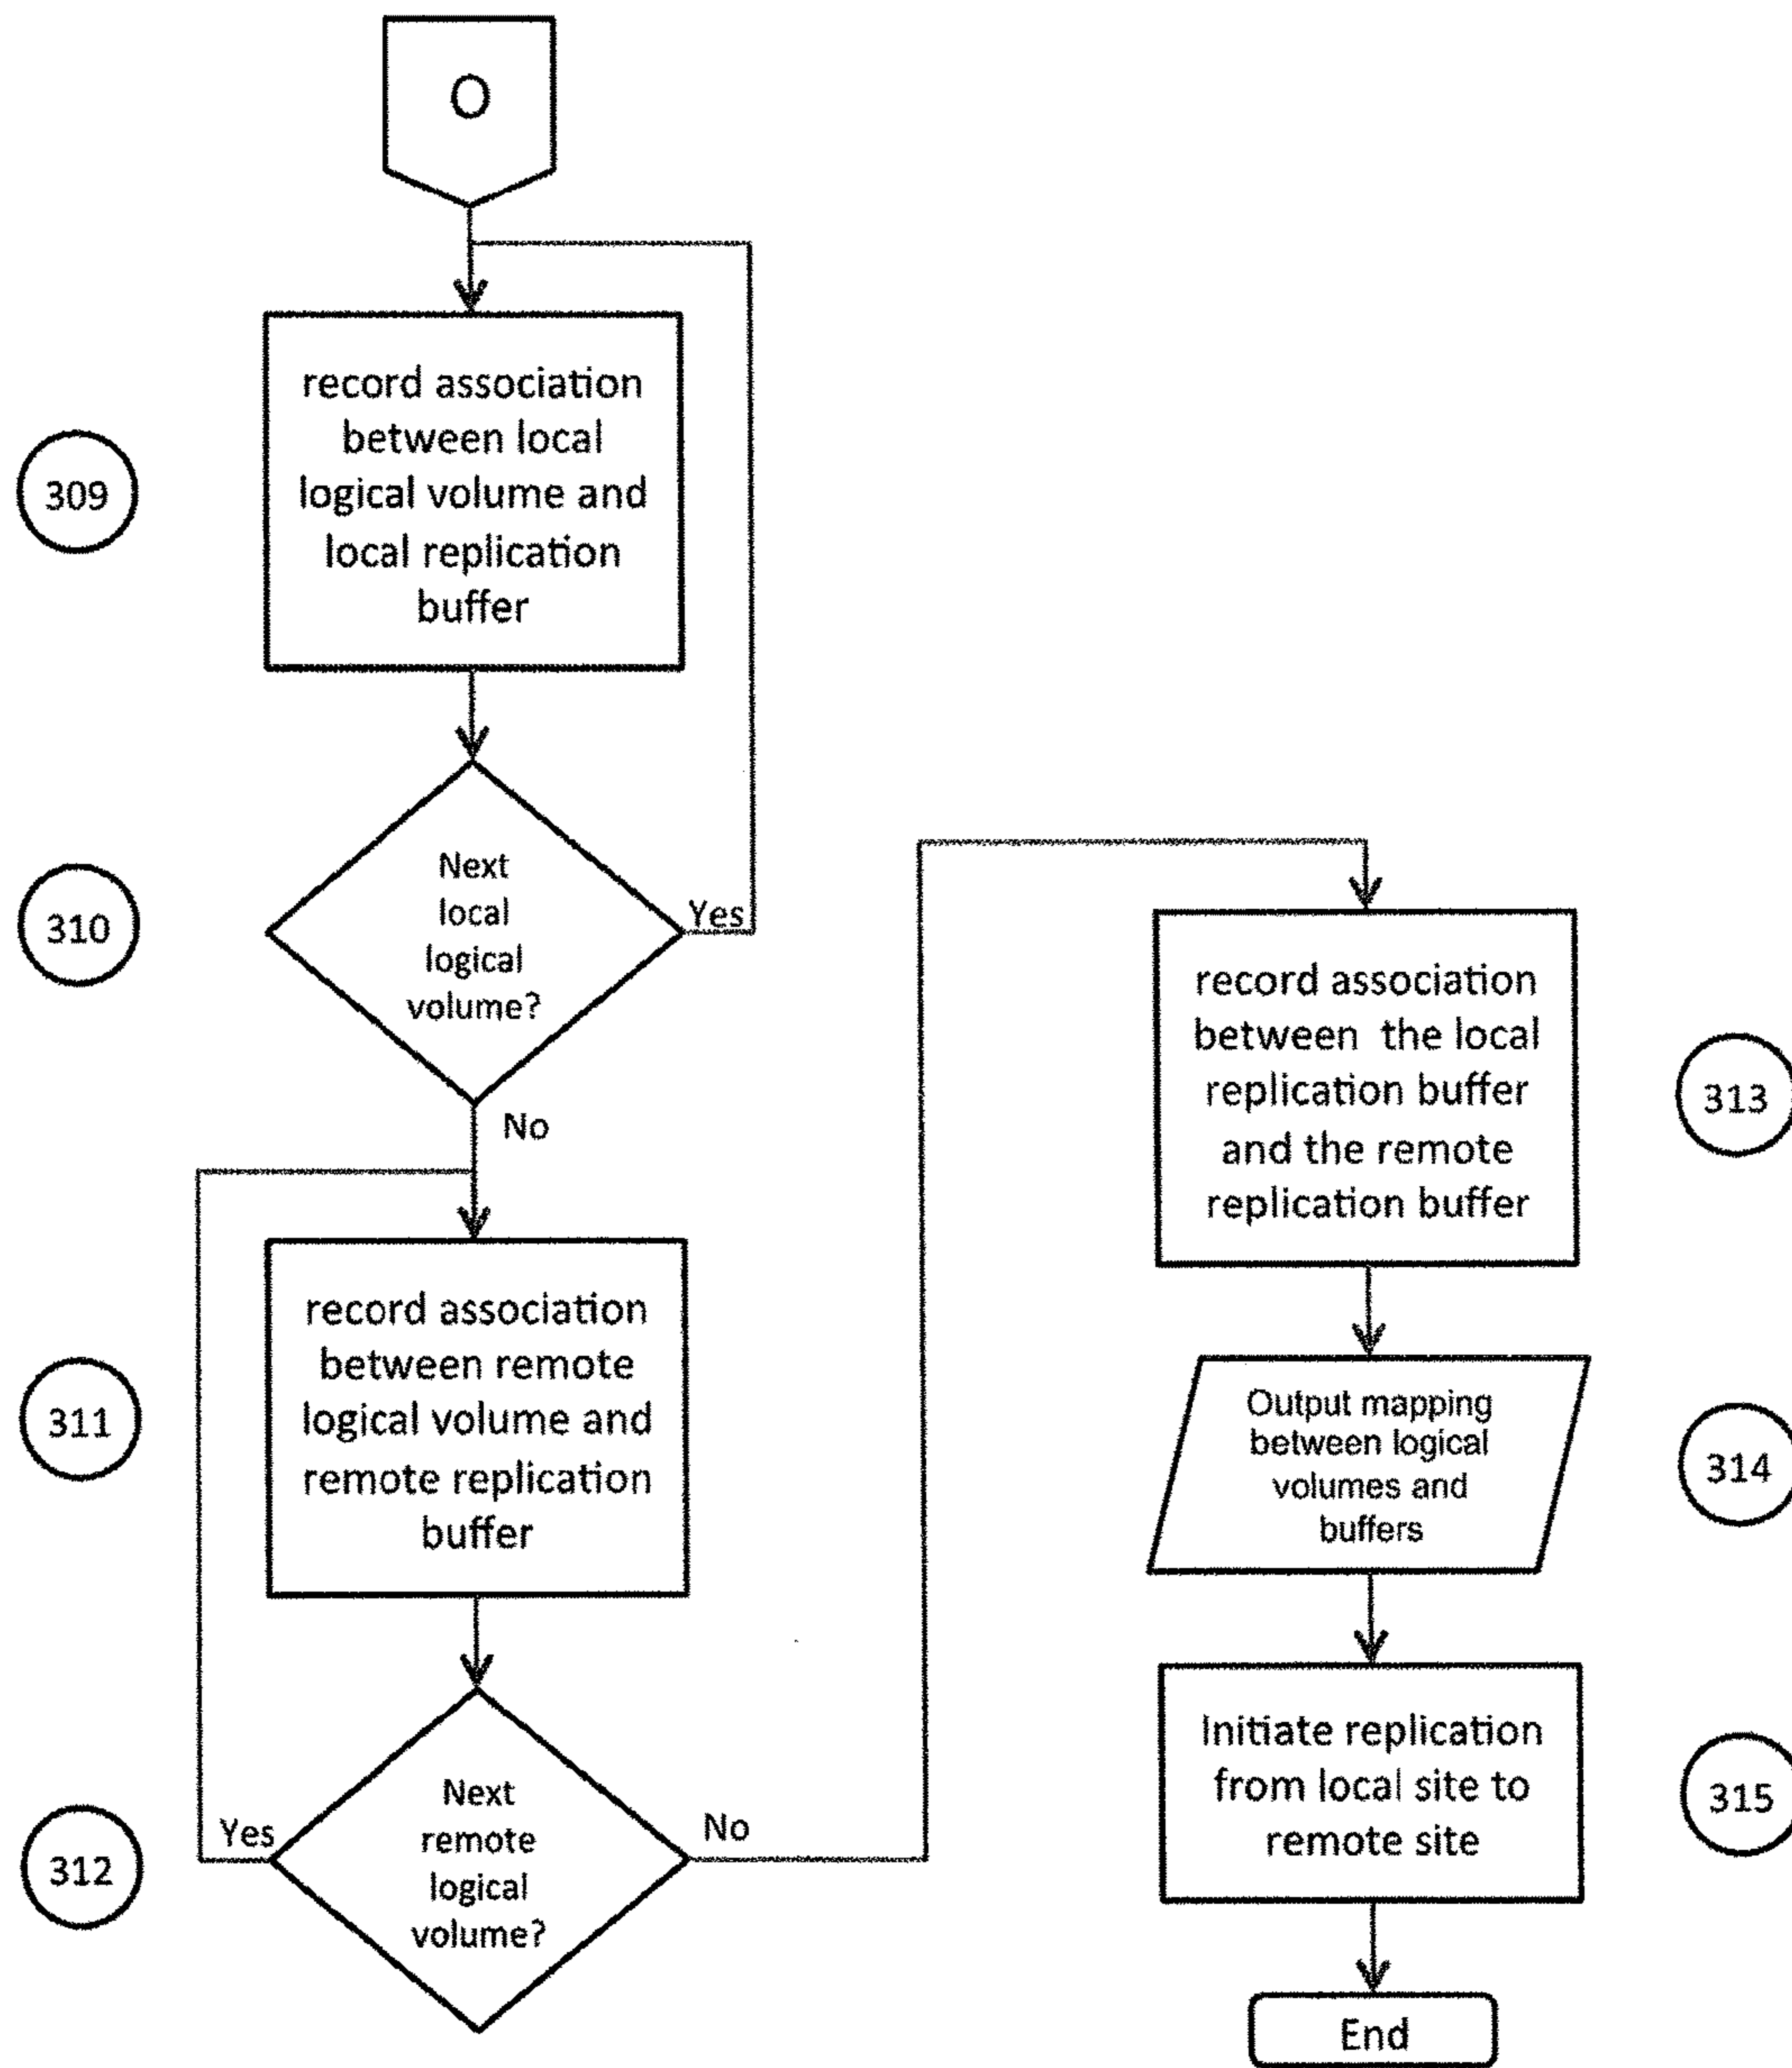 O
309
record association
between local
logical volume and
local replication
buffer
310
Next
local
logical
volume?
Yes
No
311
record association
between remote
logical volume and
remote replication
buffer
312
Yes
Next
remote
logical
volume?
No
record association
between the local
replication buffer
and the remote
replication buffer
313
Output mapping
between logical
volumes and
buffers
314
Initiate replication
from local site to
remote site
315
End